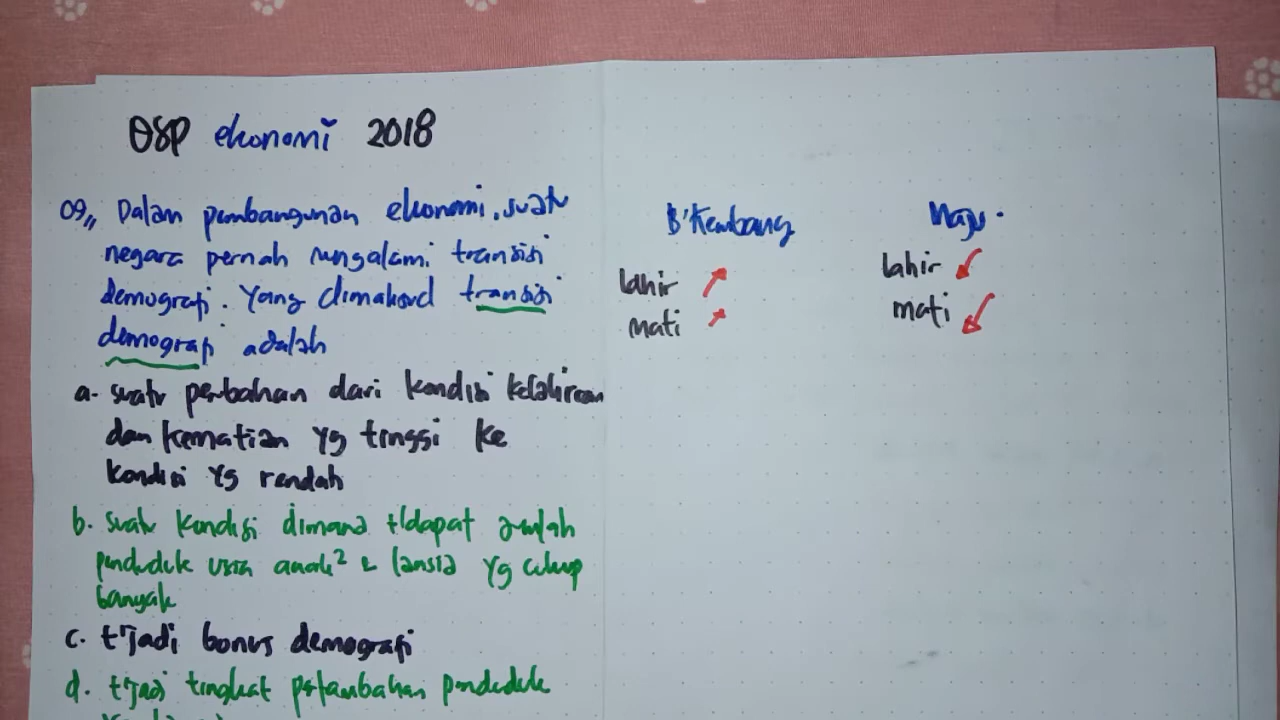 OSP ekonomi 2018
09,, Dalam pembangunan ekonomi, suatu
negara pernah mengalami transisi
demografi. Yang dimaksud transisi
demografi adalah
a. suatu perubahan dari kondisi kelahiran
dan kematian yg tinggi ke
kondisi yg rendah
b. suatu kondisi dimana t'dapat jumlah
penduduk usia anak² & lansia yg cukup
banyak
c. t'jadi bonus demografi
d. t'jadi tingkat pertambahan penduduk
B'kembang
lahir ↗
mati ↗
Maju.
lahir ↙
mati ↙